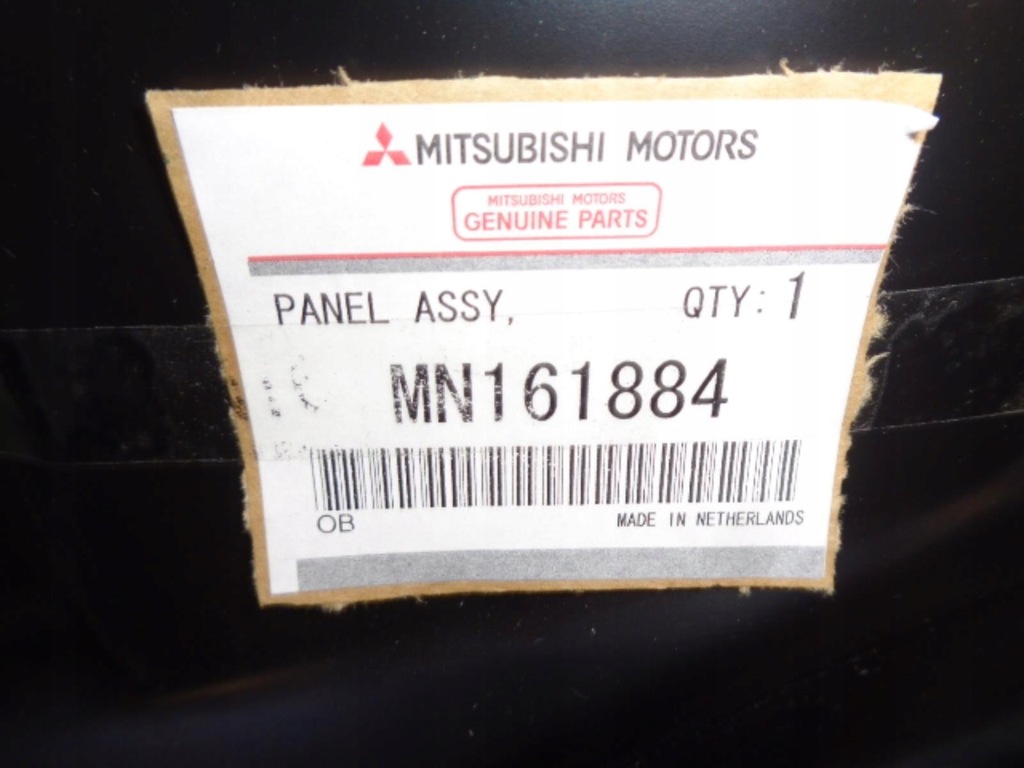 MITSUBISHI MOTORS
MITSUBISHI MOTORS
GENUINE PARTS
PANEL ASSY, QTY: 1
MN161884
OB
MADE IN NETHERLANDS